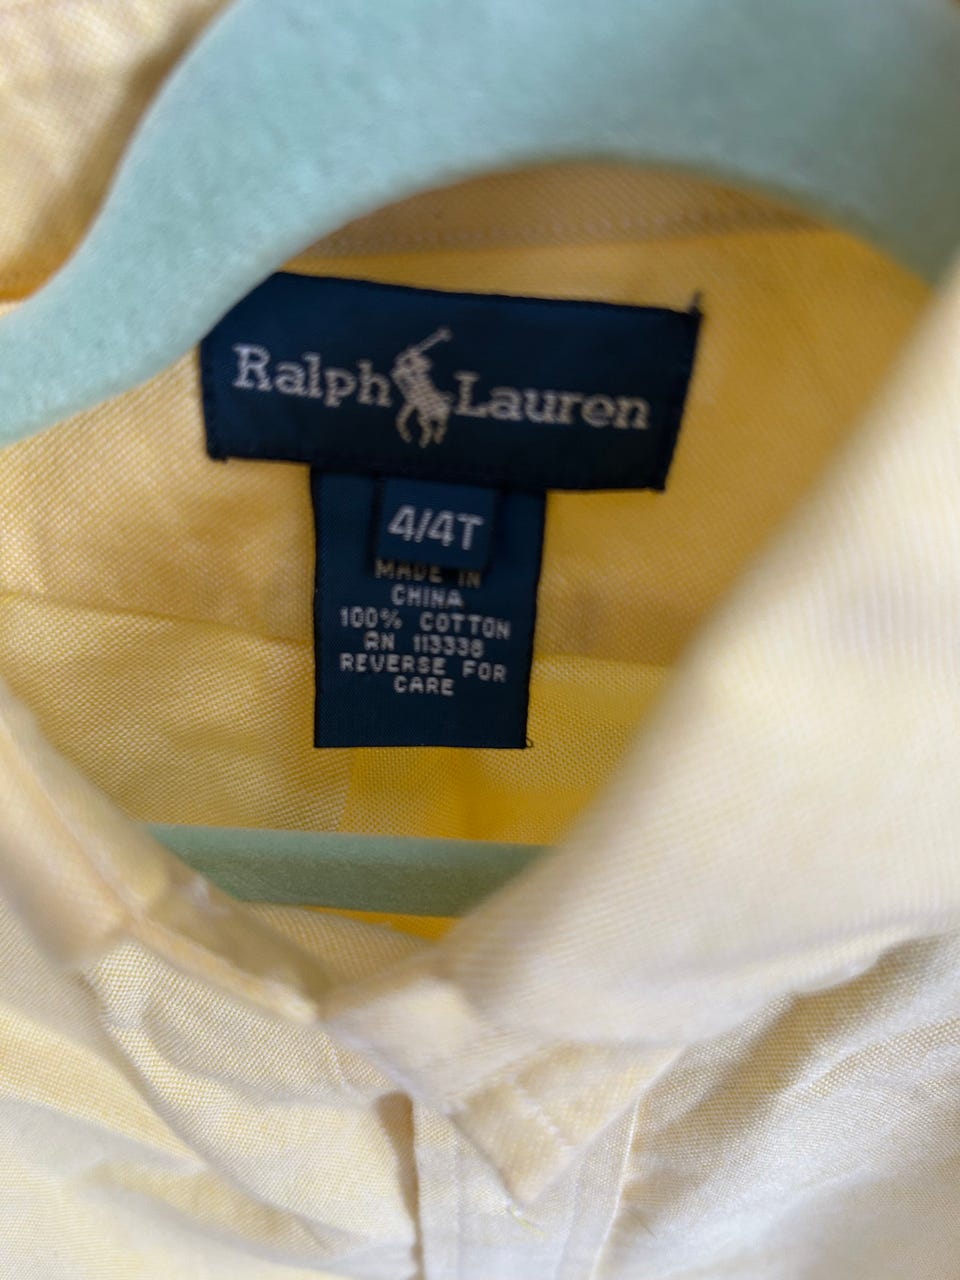 Ralph Lauren
4/4T
MADE IN
CHINA
100% COTTON
RN 113338
REVERSE FOR
CARE